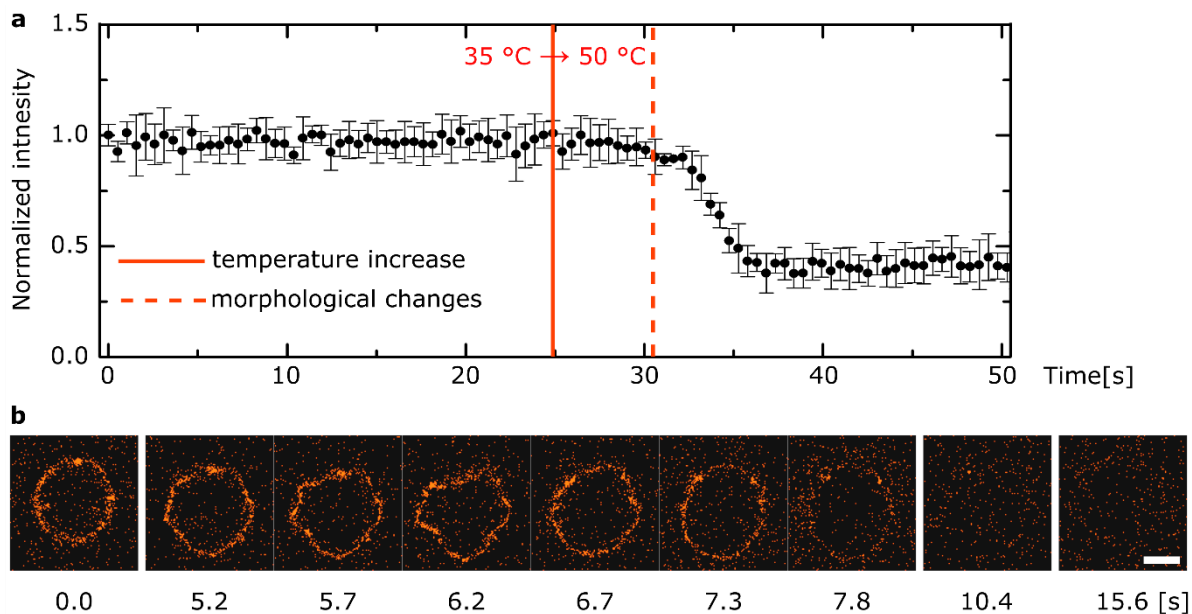 a
1.5
35 °C → 50 °C
1.0
Normalized intnesity
0.5
temperature increase
morphological changes
0.0
0 10 20 30 40 50 Time[s]
b
0.0 5.2 5.7 6.2 6.7 7.3 7.8 10.4 15.6 [s]